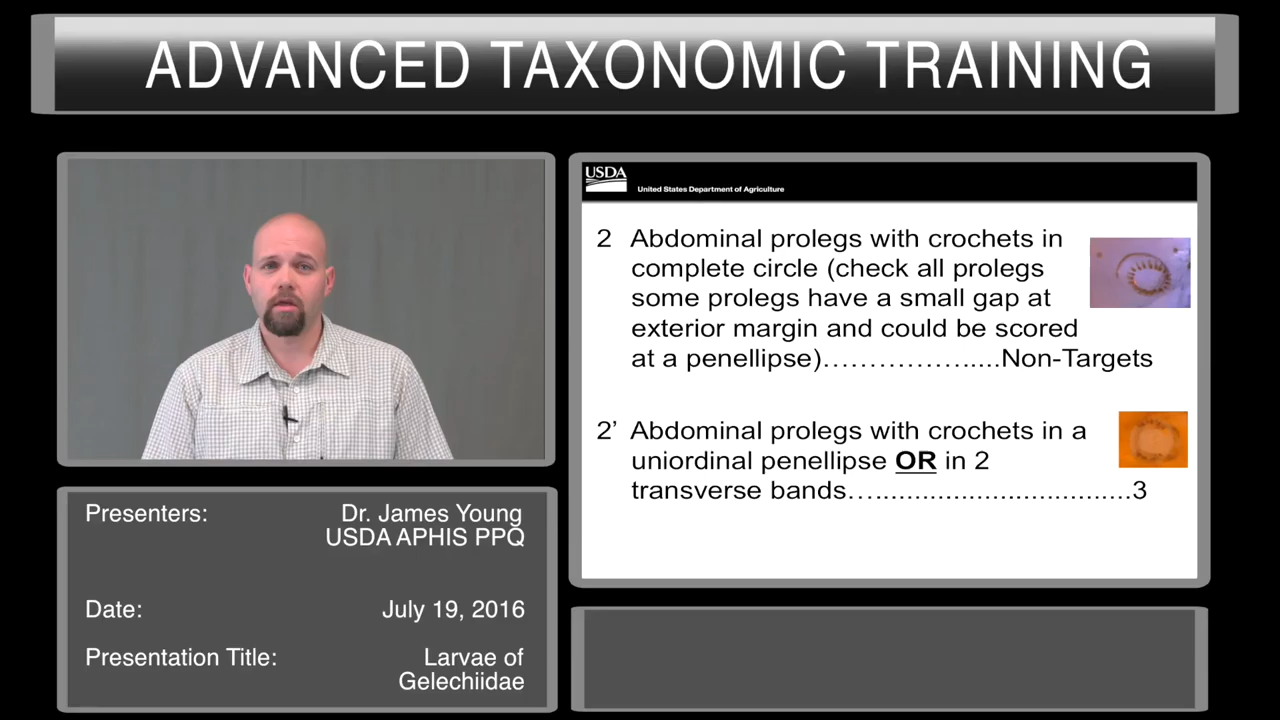 ADVANCED TAXONOMIC TRAINING
USDA
United States Department of Agriculture
2 Abdominal prolegs with crochets in
complete circle (check all prolegs
some prolegs have a small gap at
exterior margin and could be scored
at a penellipse)……………......Non-Targets
2’ Abdominal prolegs with crochets in a
uniordinal penellipse OR in 2
transverse bands….................................3
Presenters: Dr. James Young
USDA APHIS PPQ
Date: July 19, 2016
Presentation Title: Larvae of
Gelechiidae